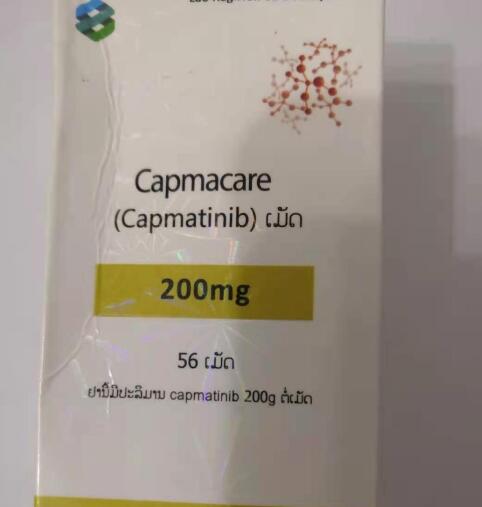 Capmacare
(Capmatinib) ເມັດ
200mg
56 ເມັດ
ຢານີ້ມີປະລິມານ capmatinib 200g ຕໍ່ເມັດ